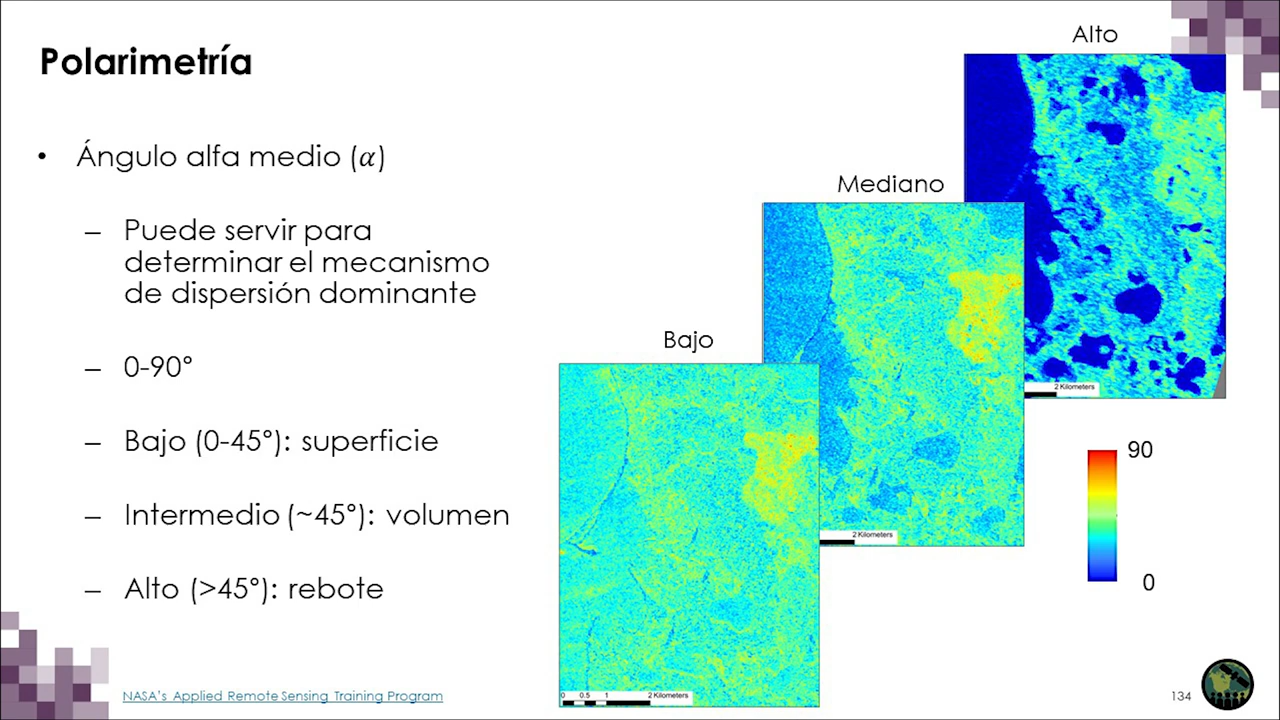 Polarimetría
• Ángulo alfa medio (𝛼)
– Puede servir para
determinar el mecanismo
de dispersión dominante
– 0-90°
– Bajo (0-45°): superficie
– Intermedio (~45°): volumen
– Alto (>45°): rebote
Alto
2 Kilometers
Mediano
2 Kilometers
Bajo
0 0.5 1 2 Kilometers
90
0
NASA's Applied Remote Sensing Training Program
134